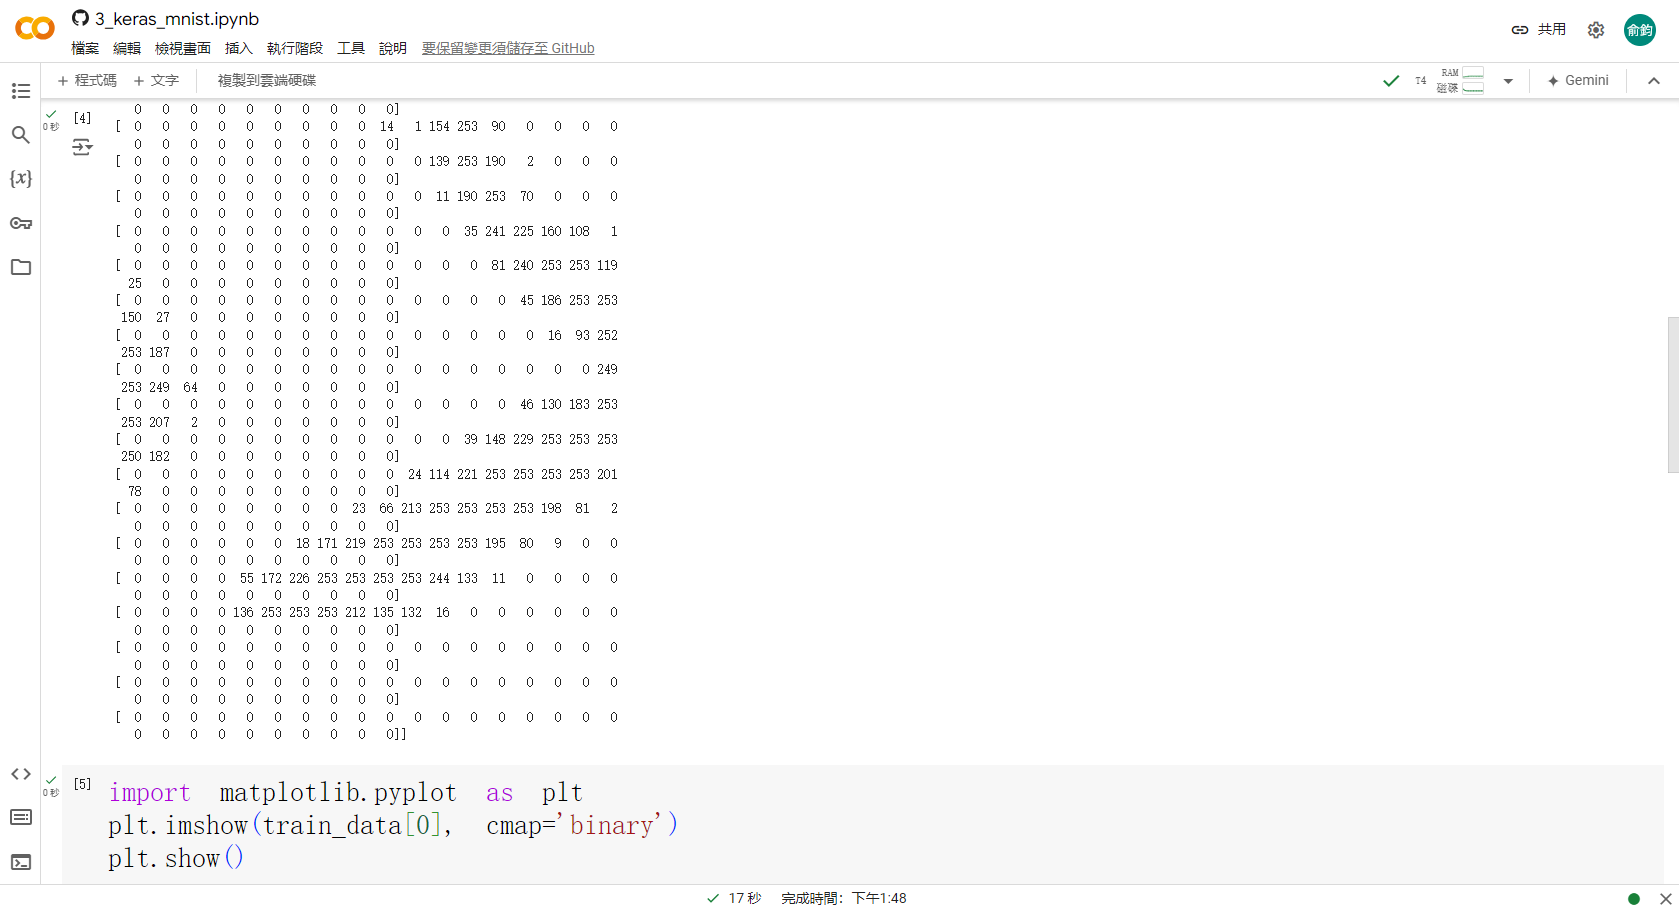 3_keras_mnist.ipynb
檔案 編輯 檢視畫面 插入 執行階段 工具 說明 要保留變更須儲存至 GitHub
共用
俞鈞
+ 程式碼 + 文字 複製到雲端硬碟
T4 RAM 磁碟 Gemini
0 秒
[4]
0 0 0 0 0 0 0 0 0 0]
[ 0 0 0 0 0 0 0 0 0 14 1 154 253 90 0 0 0 0
0 0 0 0 0 0 0 0 0 0]
[ 0 0 0 0 0 0 0 0 0 0 0 139 253 190 2 0 0 0
0 0 0 0 0 0 0 0 0 0]
[ 0 0 0 0 0 0 0 0 0 0 0 11 190 253 70 0 0 0
0 0 0 0 0 0 0 0 0 0]
[ 0 0 0 0 0 0 0 0 0 0 0 0 35 241 225 160 108 1
0 0 0 0 0 0 0 0 0 0]
[ 0 0 0 0 0 0 0 0 0 0 0 0 0 81 240 253 253 119
25 0 0 0 0 0 0 0 0 0]
[ 0 0 0 0 0 0 0 0 0 0 0 0 0 0 45 186 253 253
150 27 0 0 0 0 0 0 0 0]
[ 0 0 0 0 0 0 0 0 0 0 0 0 0 0 0 16 93 252
253 187 0 0 0 0 0 0 0 0]
[ 0 0 0 0 0 0 0 0 0 0 0 0 0 0 0 0 0 249
253 249 64 0 0 0 0 0 0 0]
[ 0 0 0 0 0 0 0 0 0 0 0 0 0 0 46 130 183 253
253 207 2 0 0 0 0 0 0 0]
[ 0 0 0 0 0 0 0 0 0 0 0 0 39 148 229 253 253 253
250 182 0 0 0 0 0 0 0 0]
[ 0 0 0 0 0 0 0 0 0 0 24 114 221 253 253 253 253 201
78 0 0 0 0 0 0 0 0 0]
[ 0 0 0 0 0 0 0 0 23 66 213 253 253 253 253 198 81 2
0 0 0 0 0 0 0 0 0 0]
[ 0 0 0 0 0 0 18 171 219 253 253 253 253 195 80 9 0 0
0 0 0 0 0 0 0 0 0 0]
[ 0 0 0 0 55 172 226 253 253 253 253 244 133 11 0 0 0 0
0 0 0 0 0 0 0 0 0 0]
[ 0 0 0 0 136 253 253 253 212 135 132 16 0 0 0 0 0 0
0 0 0 0 0 0 0 0 0 0]
[ 0 0 0 0 0 0 0 0 0 0 0 0 0 0 0 0 0 0
0 0 0 0 0 0 0 0 0 0]
[ 0 0 0 0 0 0 0 0 0 0 0 0 0 0 0 0 0 0
0 0 0 0 0 0 0 0 0 0]
[ 0 0 0 0 0 0 0 0 0 0 0 0 0 0 0 0 0 0
0 0 0 0 0 0 0 0 0 0]]
0 秒
[5]
import matplotlib.pyplot as plt
plt.imshow(train_data[0], cmap='binary')
plt.show()
17 秒 完成時間：下午1:48